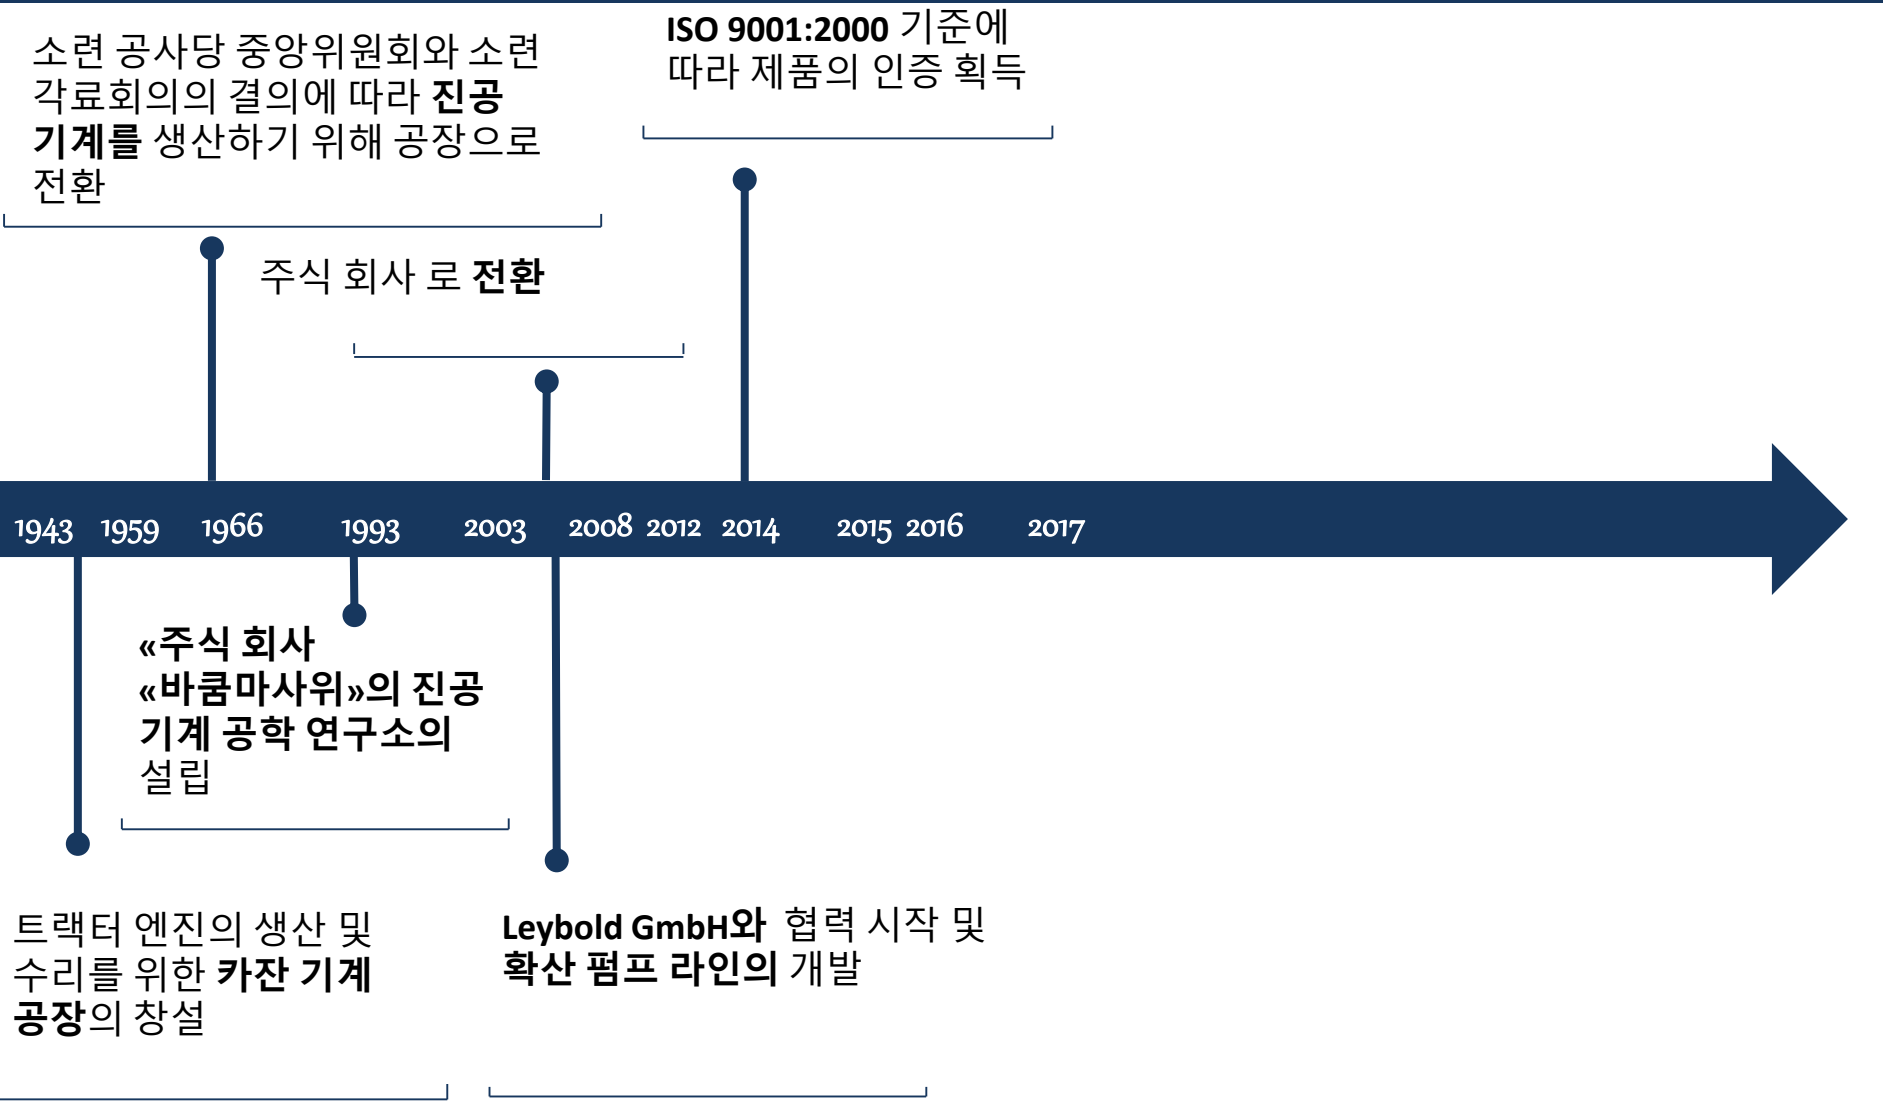 소련 공사당 중앙위원회와 소련
각료회의의 결의에 따라 진공
기계를 생산하기 위해 공장으로
전환
ISO 9001:2000 기준에
따라 제품의 인증 획득
주식 회사 로 전환
1943 1959 1966 1993 2003 2008 2012 2014 2015 2016 2017
«주식 회사
«바쿰마사위»의 진공
기계 공학 연구소의
설립
트랙터 엔진의 생산 및
수리를 위한 카잔 기계
공장의 창설
Leybold GmbH와 협력 시작 및
확산 펌프 라인의 개발